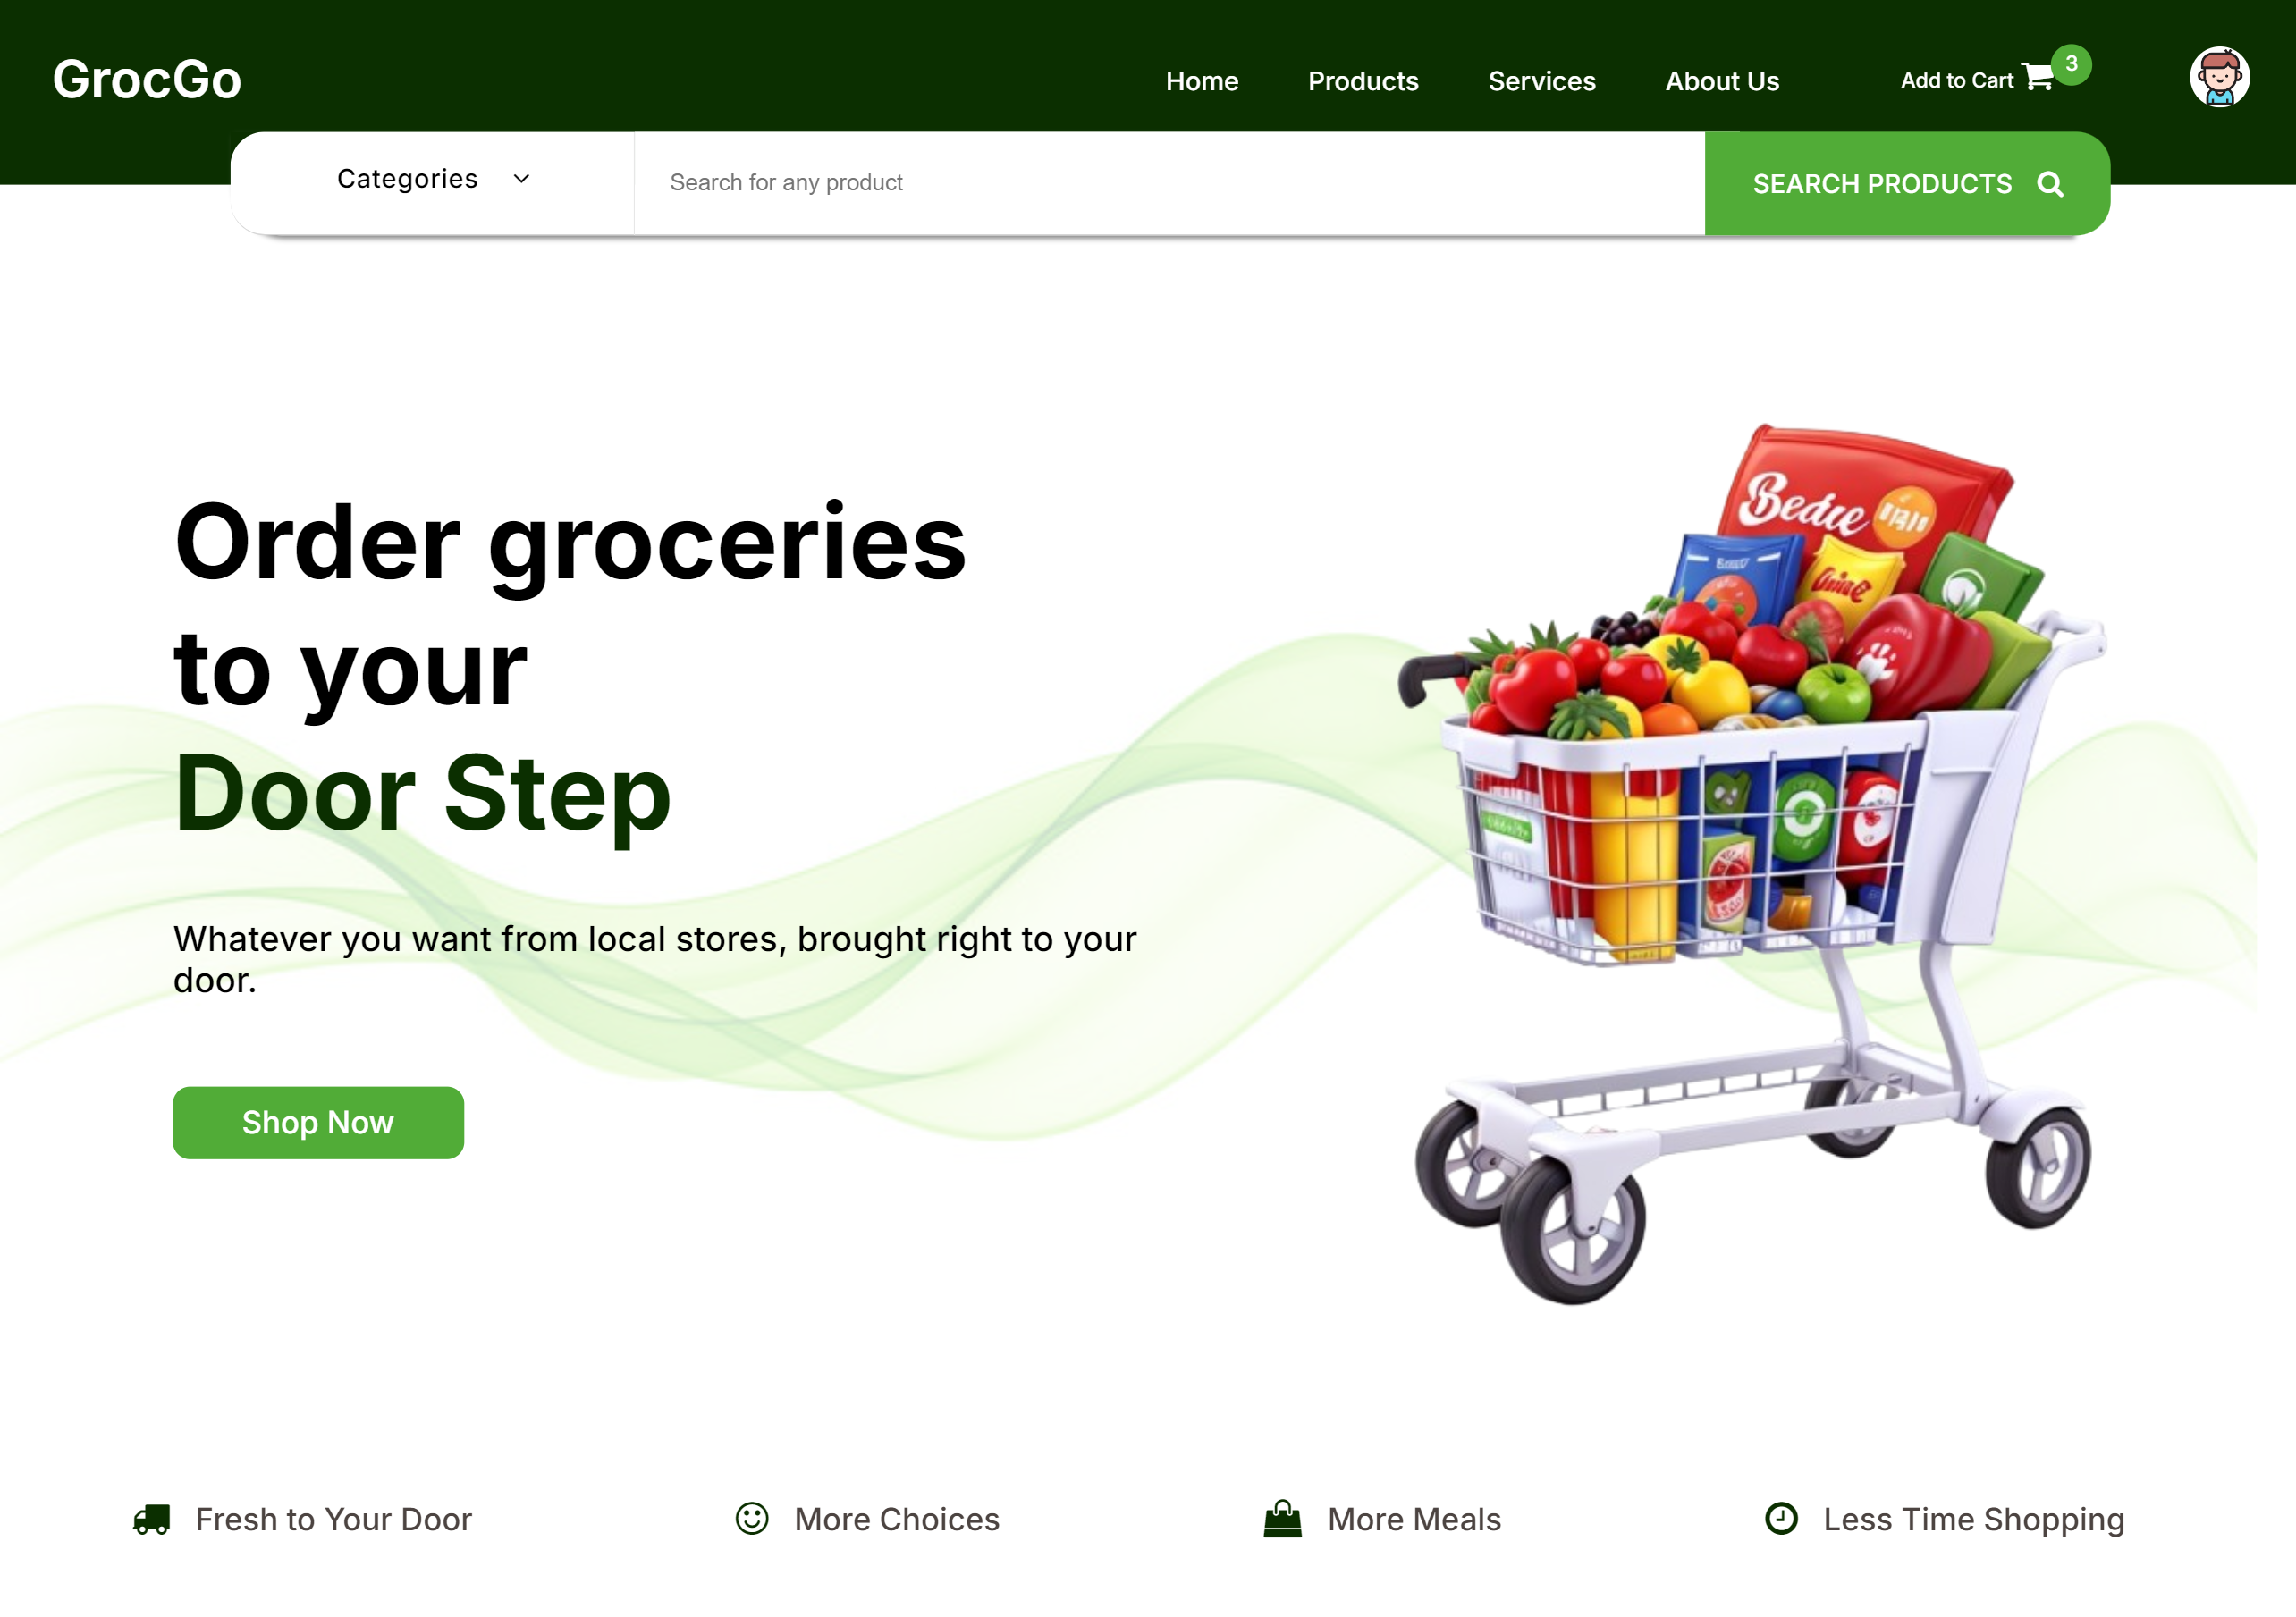 GrocGo
Home Products Services About Us Add to Cart 3
Categories Search for any product SEARCH PRODUCTS
Order groceries
to your
Door Step
Whatever you want from local stores, brought right to your
door.
Shop Now
Fresh to Your Door More Choices More Meals Less Time Shopping